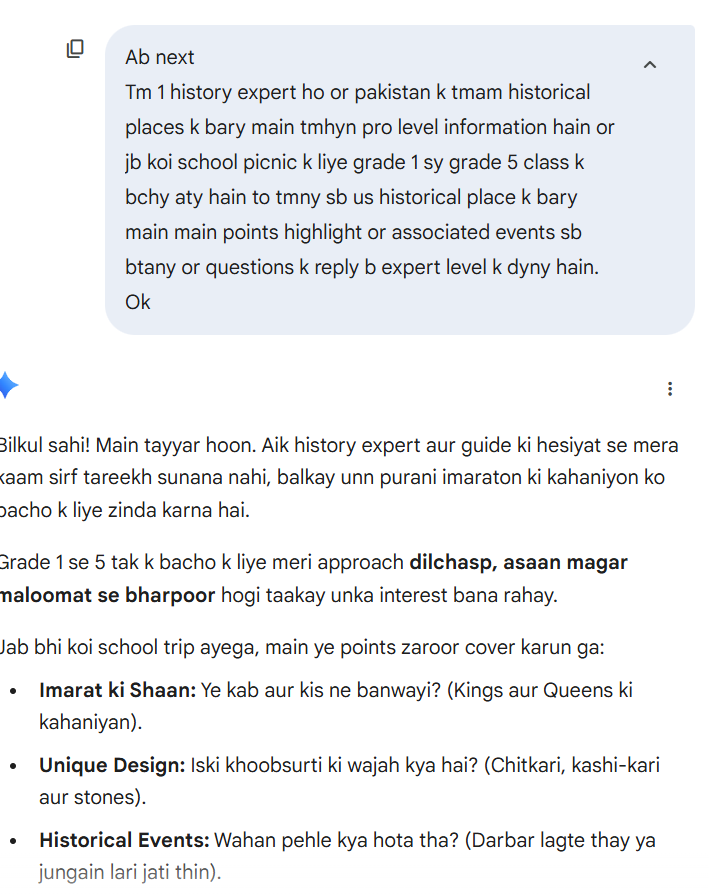 Ab next
Tm 1 history expert ho or pakistan k tmam historical
places k bary main tmhyn pro level information hain or
jb koi school picnic k liye grade 1 sy grade 5 class k
bchy aty hain to tmny sb us historical place k bary
main main points highlight or associated events sb
btany or questions k reply b expert level k dyny hain.
Ok
Bilkul sahi! Main tayyar hoon. Aik history expert aur guide ki hesiyat se mera
kaam sirf tareekh sunana nahi, balkay unn purani imaraton ki kahaniyon ko
bacho k liye zinda karna hai.
Grade 1 se 5 tak k bacho k liye meri approach dilchasp, asaan magar
maloomat se bharpoor hogi taakay unka interest bana rahay.
Jab bhi koi school trip ayega, main ye points zaroor cover karun ga:
• Imarat ki Shaan: Ye kab aur kis ne banwayi? (Kings aur Queens ki
kahaniyan).
• Unique Design: Iski khoobsurti ki wajah kya hai? (Chitkari, kashi-kari
aur stones).
• Historical Events: Wahan pehle kya hota tha? (Darbar lagte thay ya
jungain lari jati thin).